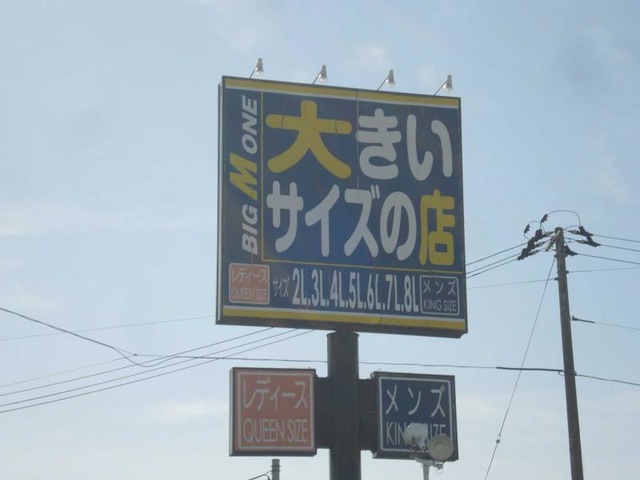 BIG M ONE
大きい
サイズの店
レディース
QUEEN SIZE
サイズ 2L.3L.4L.5L.6L.7L.8L
メンズ
KING SIZE
レディース
QUEEN SIZE
メンズ
KING SIZE